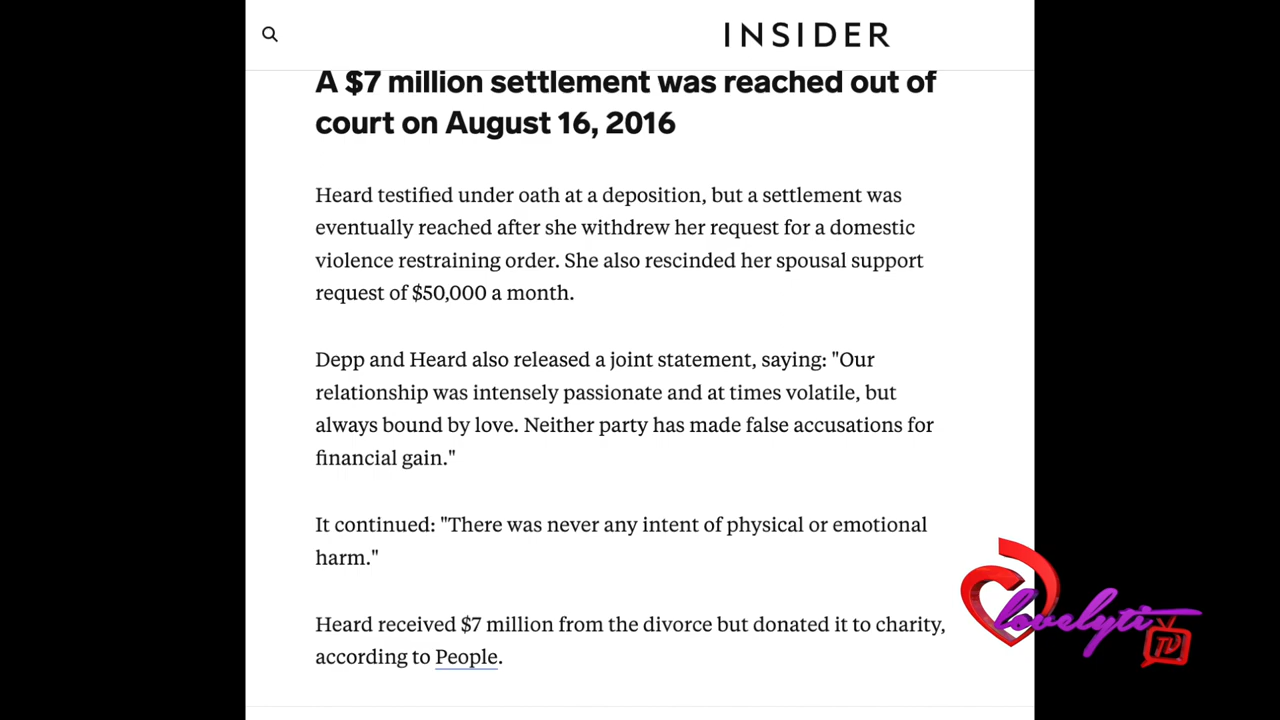 INSIDER
A $7 million settlement was reached out of
court on August 16, 2016
Heard testified under oath at a deposition, but a settlement was
eventually reached after she withdrew her request for a domestic
violence restraining order. She also rescinded her spousal support
request of $50,000 a month.
Depp and Heard also released a joint statement, saying: "Our
relationship was intensely passionate and at times volatile, but
always bound by love. Neither party has made false accusations for
financial gain."
It continued: "There was never any intent of physical or emotional
harm."
Heard received $7 million from the divorce but donated it to charity,
according to People.
lovelyti
TV